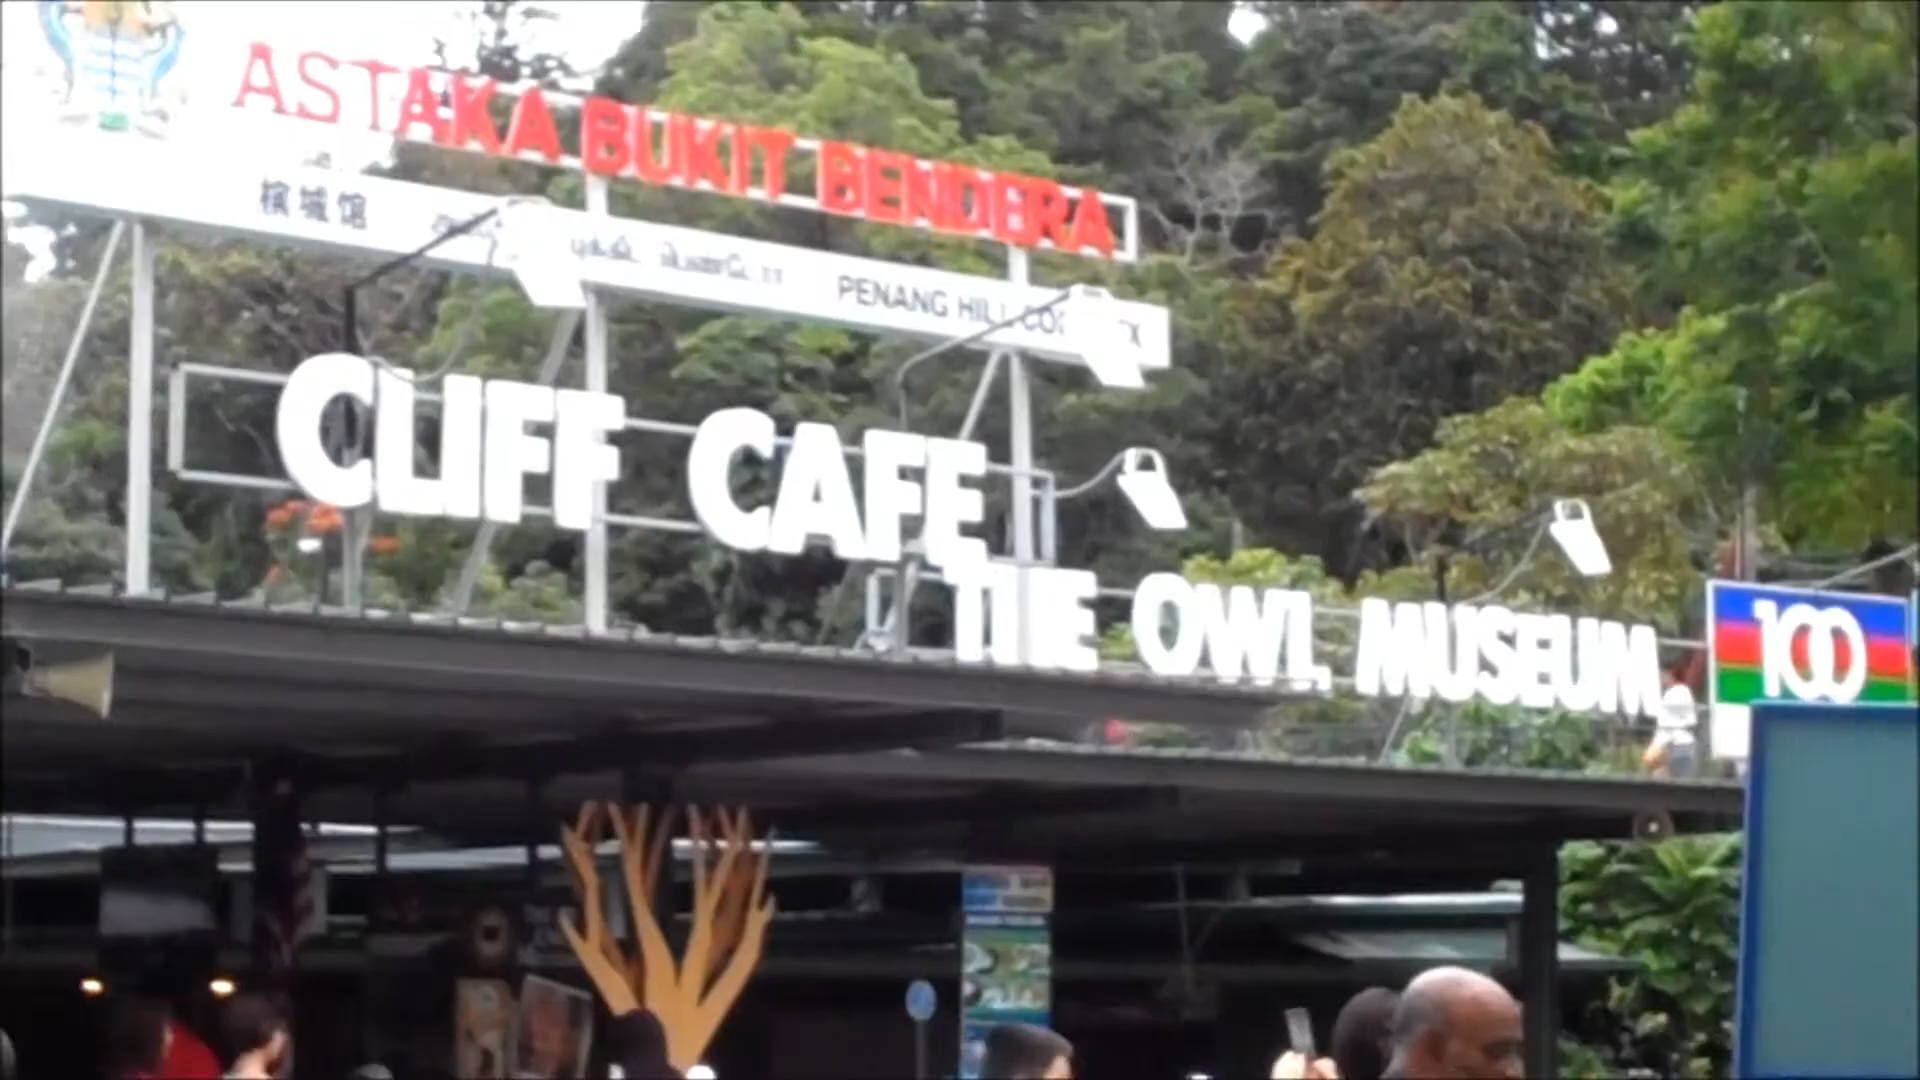 ASTAKA BUKIT BENDERA
槟城馆 புக்கிட் பெண்டேரா PENANG HILL
CLIFF CAFE
THE OWL MUSEUM
100